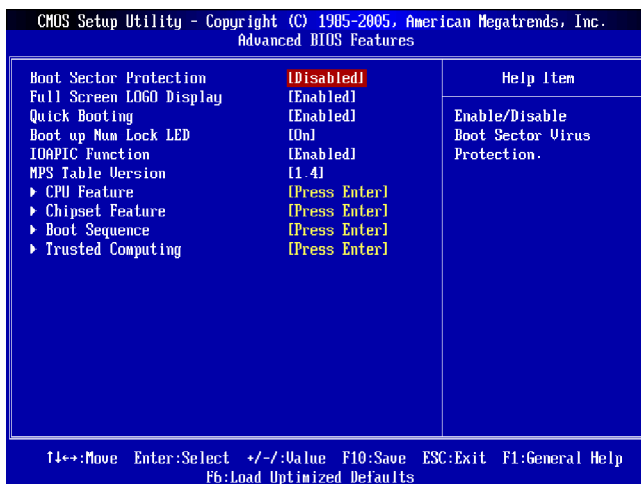 CMOS Setup Utility - Copyright (C) 1985-2005, American Megatrends, Inc.
Advanced BIOS Features
Boot Sector Protection [Disabled]
Full Screen LOGO Display [Enabled]
Quick Booting [Enabled]
Boot up Num Lock LED [On]
IOAPIC Function [Enabled]
MPS Table Version [1.4]
▸ CPU Feature [Press Enter]
▸ Chipset Feature [Press Enter]
▸ Boot Sequence [Press Enter]
▸ Trusted Computing [Press Enter]
Help Item
Enable/Disable
Boot Sector Virus
Protection.
↑↓←→:Move Enter:Select +/-/:Value F10:Save ESC:Exit F1:General Help
F6:Load Optimized Defaults